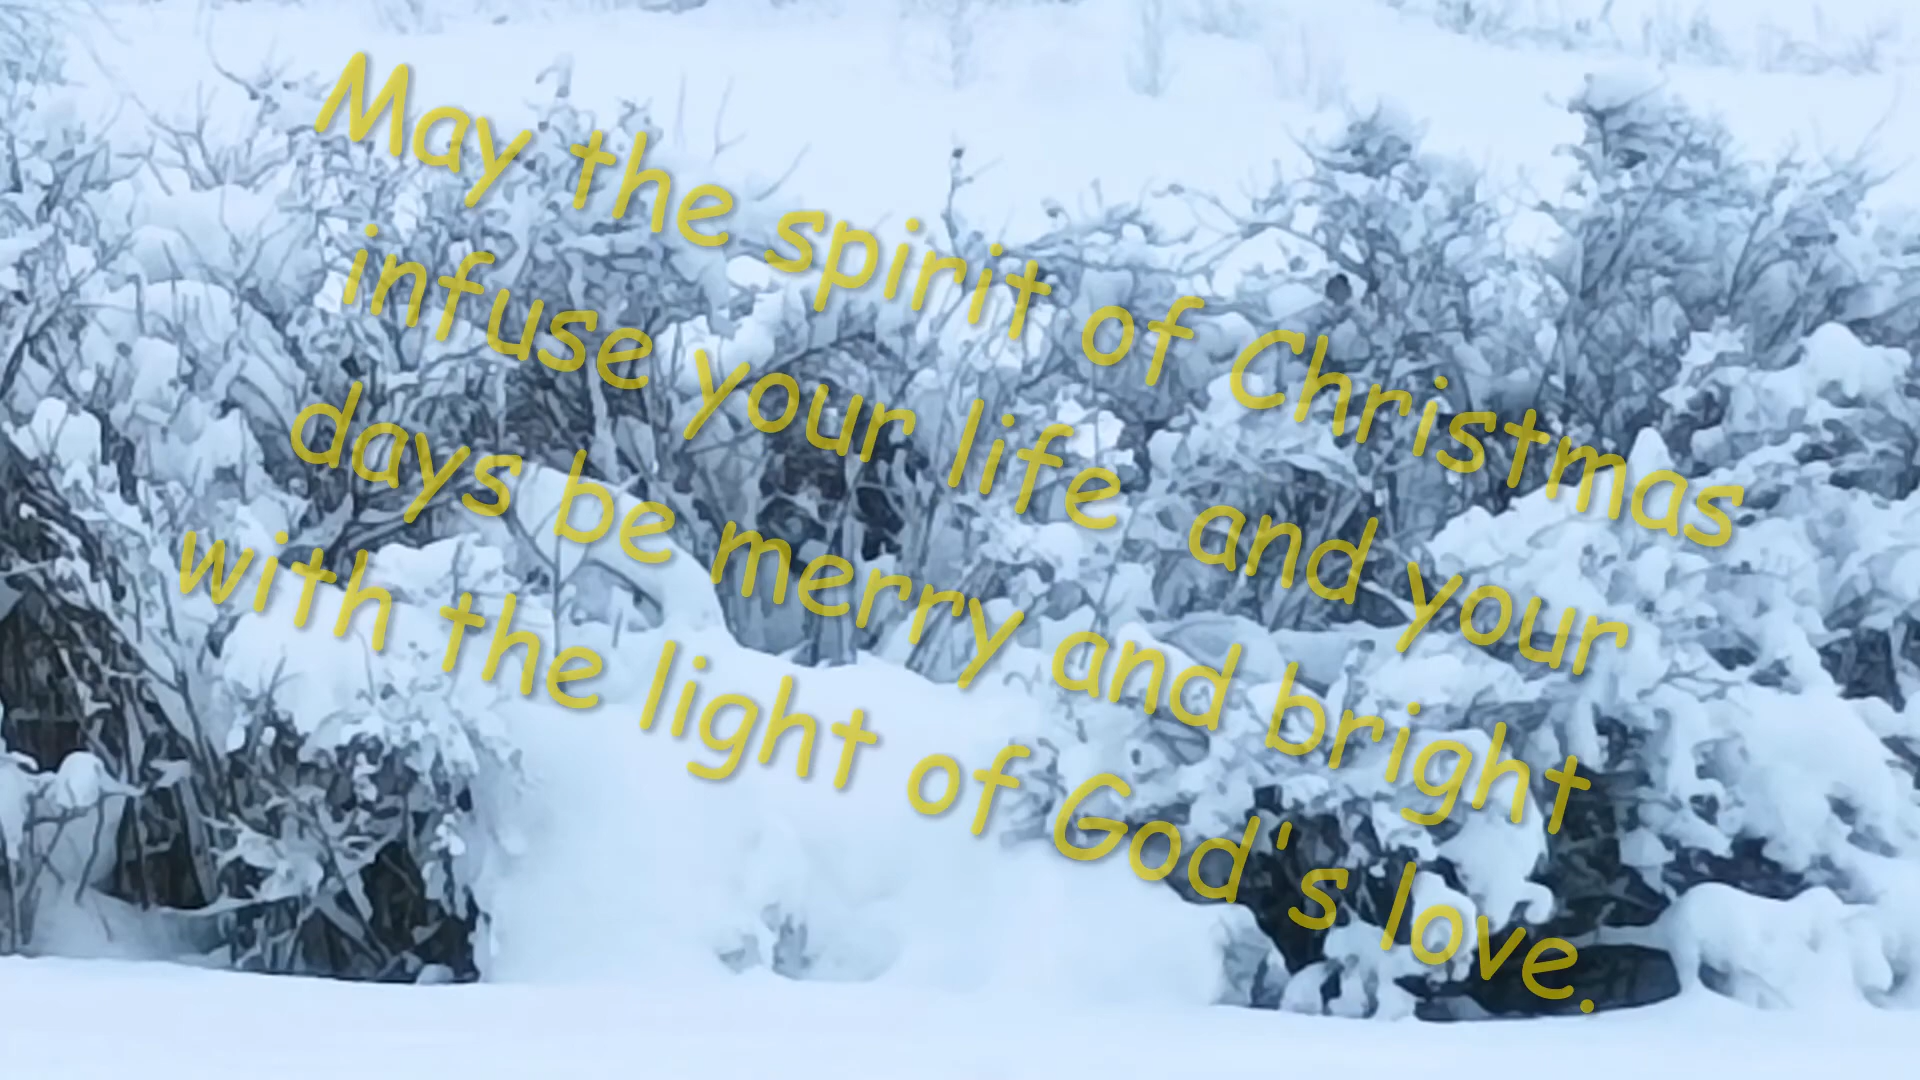 May the spirit of Christmas
infuse your life and your
days be merry and bright
with the light of God's love.